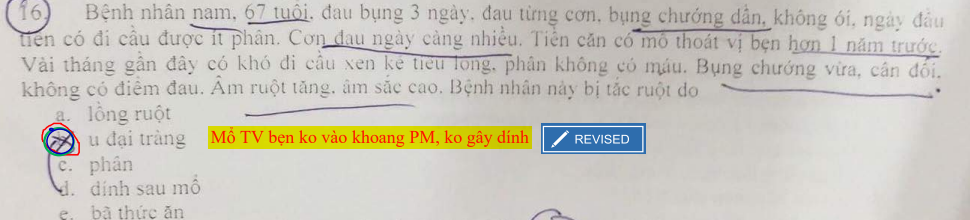 16. Bệnh nhân nam, 67 tuổi, đau bụng 3 ngày, đau từng cơn, bụng chướng dần, không ói, ngày đầu
tiên có đi cầu được ít phân. Cơn đau ngày càng nhiều. Tiền căn có mổ thoát vị bẹn hơn 1 năm trước.
Vài tháng gần đây có khó đi cầu xen kẽ tiêu lỏng, phân không có máu. Bụng chướng vừa, cân đối,
không có điểm đau. Âm ruột tăng, âm sắc cao. Bệnh nhân này bị tắc ruột do
a. lồng ruột
u đại tràng Mổ TV bẹn ko vào khoang PM, ko gây dính REVISED
c. phân
d. dính sau mổ
e. bã thức ăn